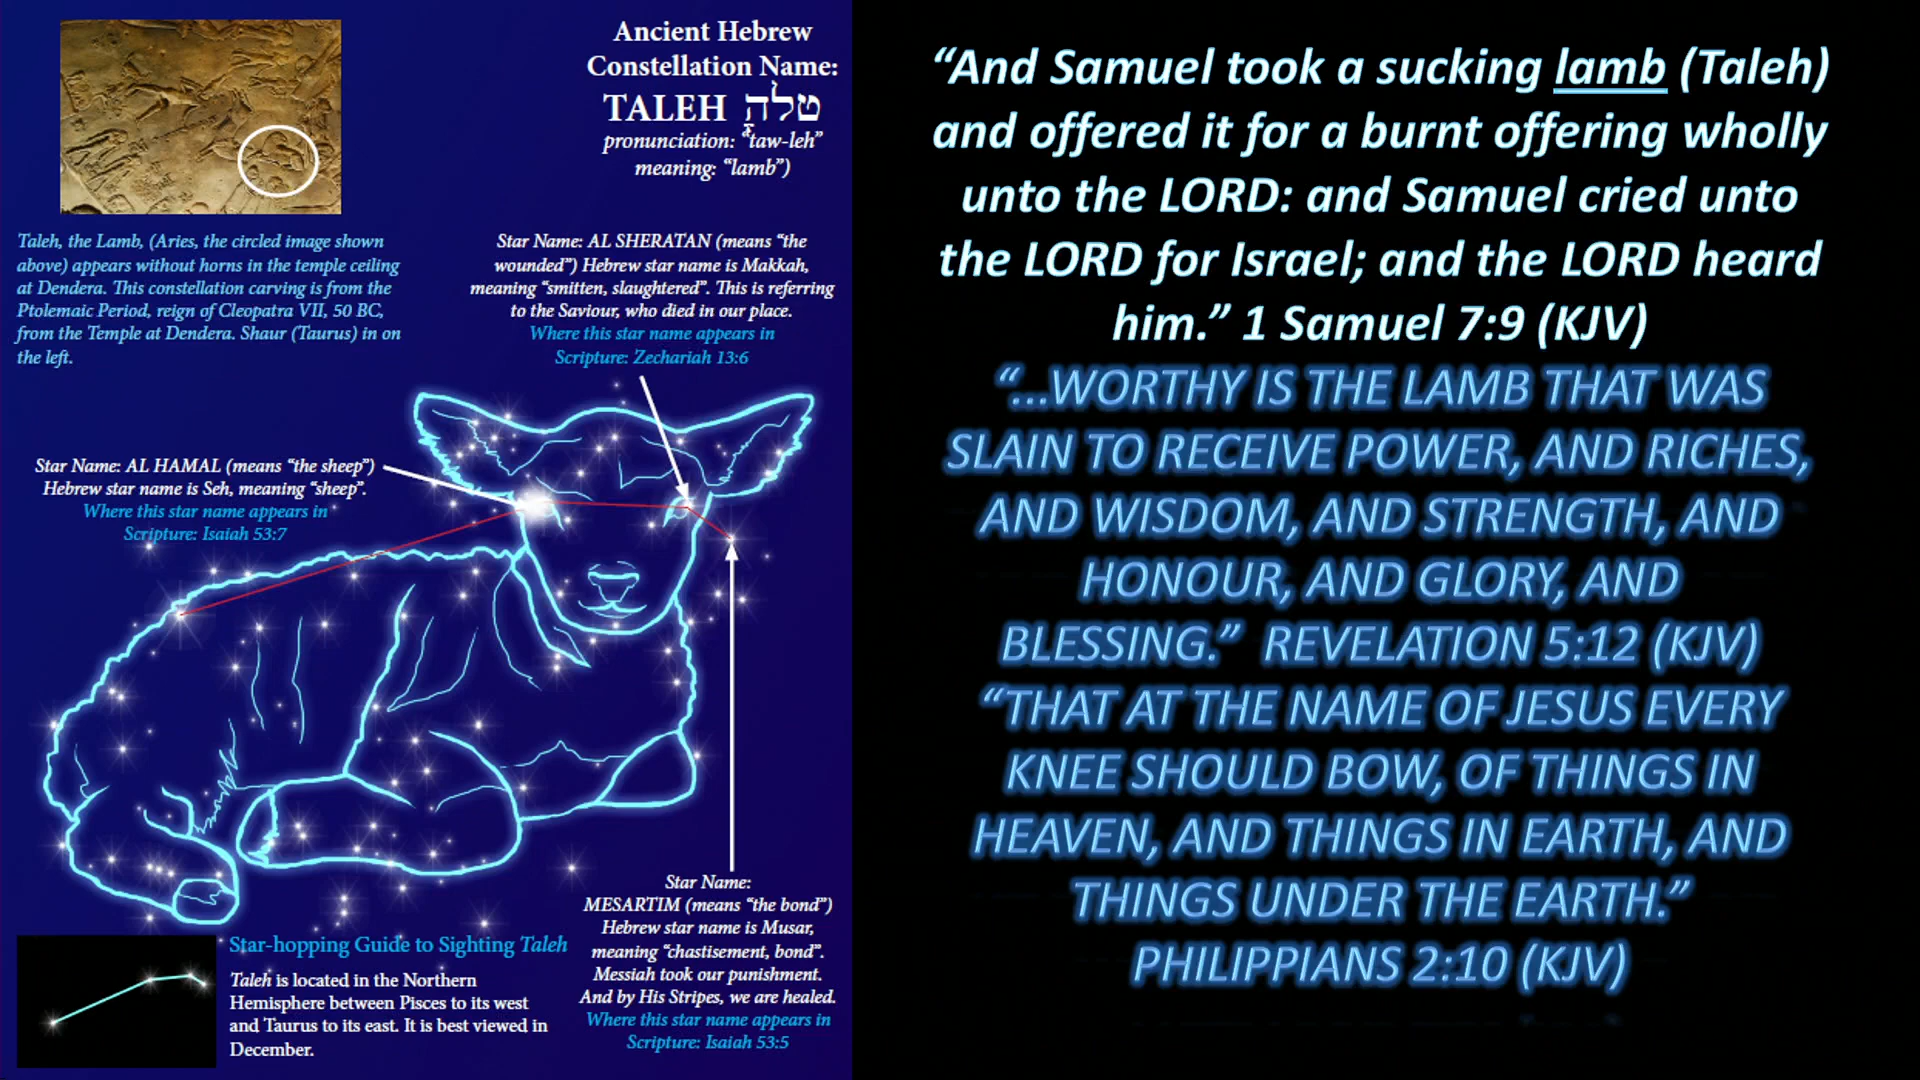 Ancient Hebrew
Constellation Name:
TALEH טלה
pronunciation: “taw-leh”
meaning: “lamb”)
Taleh, the Lamb, (Aries, the circled image shown
above) appears without horns in the temple ceiling
at Dendera. This constellation carving is from the
Ptolemaic Period, reign of Cleopatra VII, 50 BC,
from the Temple at Dendera. Shaur (Taurus) in on
the left.
Star Name: AL SHERATAN (means “the
wounded”) Hebrew star name is Makkah,
meaning “smitten, slaughtered”. This is referring
to the Saviour, who died in our place.
Where this star name appears in
Scripture: Zechariah 13:6
Star Name: AL HAMAL (means “the sheep”)
Hebrew star name is Seh, meaning “sheep”.
Where this star name appears in
Scripture: Isaiah 53:7
Star Name:
MESARTIM (means “the bond”)
Hebrew star name is Musar,
meaning “chastisement, bond”.
Messiah took our punishment.
And by His Stripes, we are healed.
Where this star name appears in
Scripture: Isaiah 53:5
Star-hopping Guide to Sighting Taleh
Taleh is located in the Northern
Hemisphere between Pisces to its west
and Taurus to its east. It is best viewed in
December.
“And Samuel took a sucking lamb (Taleh)
and offered it for a burnt offering wholly
unto the LORD: and Samuel cried unto
the LORD for Israel; and the LORD heard
him.” 1 Samuel 7:9 (KJV)
“...WORTHY IS THE LAMB THAT WAS
SLAIN TO RECEIVE POWER, AND RICHES,
AND WISDOM, AND STRENGTH, AND
HONOUR, AND GLORY, AND
BLESSING.” REVELATION 5:12 (KJV)
“THAT AT THE NAME OF JESUS EVERY
KNEE SHOULD BOW, OF THINGS IN
HEAVEN, AND THINGS IN EARTH, AND
THINGS UNDER THE EARTH.”
PHILIPPIANS 2:10 (KJV)